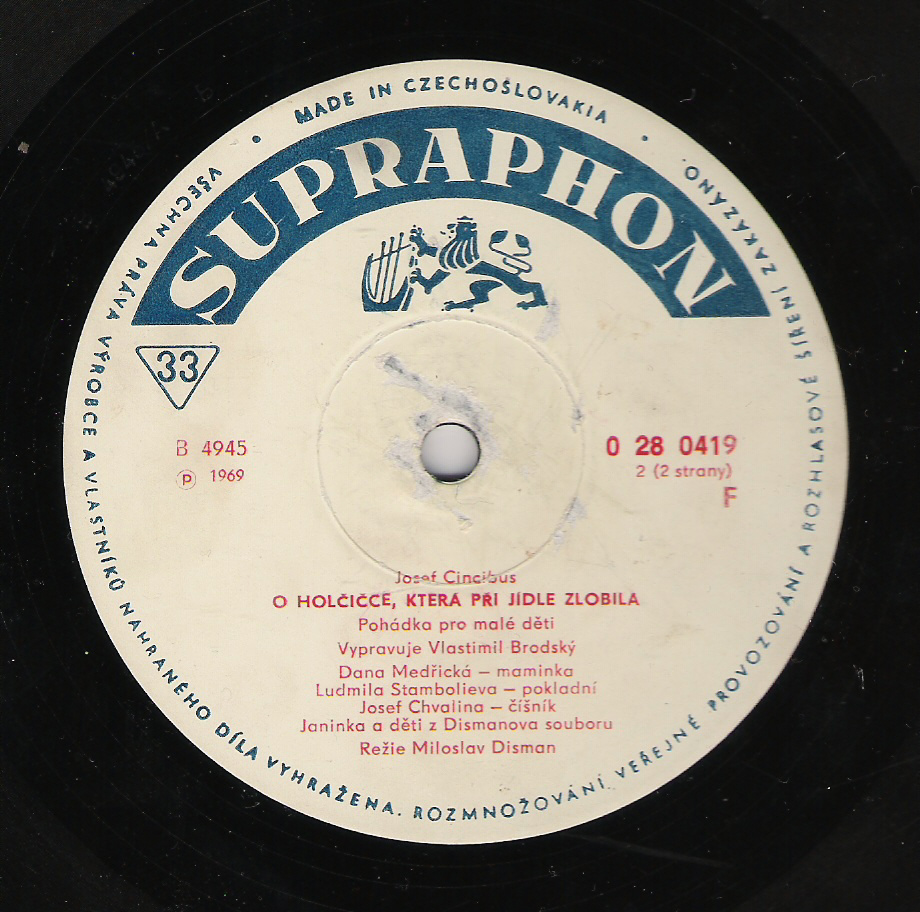 MADE IN CZECHOSLOVAKIA
SUPRAPHON
33
B 4945
℗ 1969
0 28 0419
2 (2 strany)
F
Josef Cincibus
O HOLČIČCE, KTERÁ PŘI JÍDLE ZLOBILA
Pohádka pro malé děti
Vypravuje Vlastimil Brodský
Dana Medřická – maminka
Ludmila Stambolieva – pokladní
Josef Chvalina – číšník
Janinka a děti z Dismanova souboru
Režie Miloslav Disman
VŠECHNA PRÁVA VÝROBCE A VLASTNÍKŮ NAHRANÉHO DÍLA VYHRAŽENA. ROZMNOŽOVÁNÍ, VEŘEJNÉ PROVOZOVÁNÍ A ROZHLASOVÉ ŠÍŘENÍ ZAKÁZÁNO.